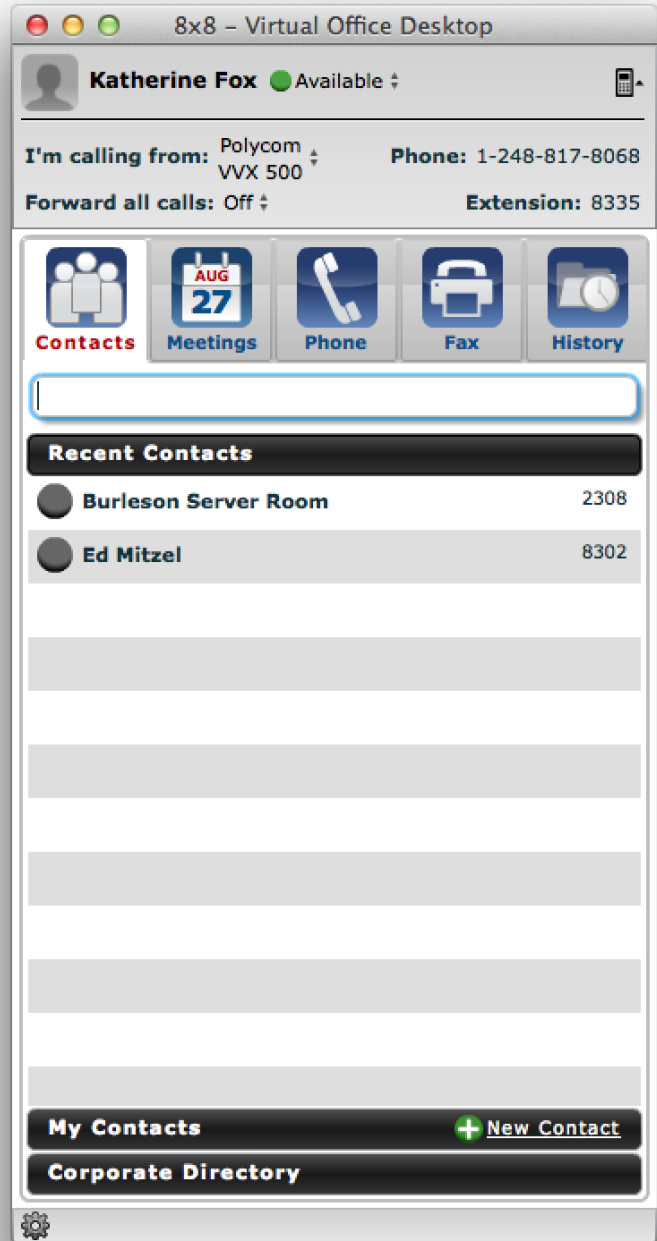 8x8 – Virtual Office Desktop
Katherine Fox Available
I'm calling from: Polycom VVX 500 Phone: 1-248-817-8068
Forward all calls: Off Extension: 8335
AUG
27
Contacts Meetings Phone Fax History
Recent Contacts
Burleson Server Room 2308
Ed Mitzel 8302
My Contacts New Contact
Corporate Directory